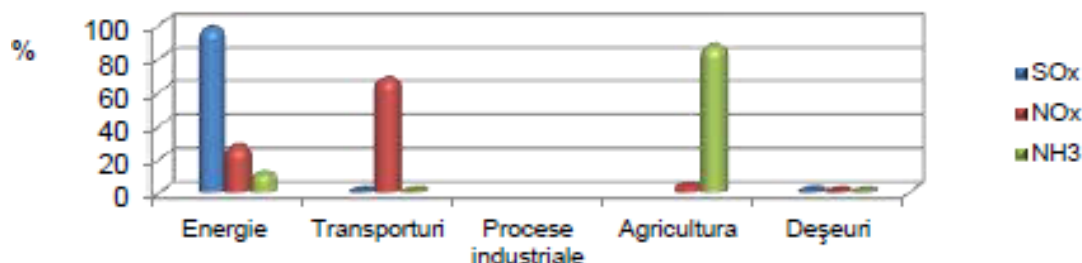 %
100
80
60
40
20
0
Energie
Transporturi
Procese
industriale
Agricultura
Deşeuri
SOx
NOx
NH3